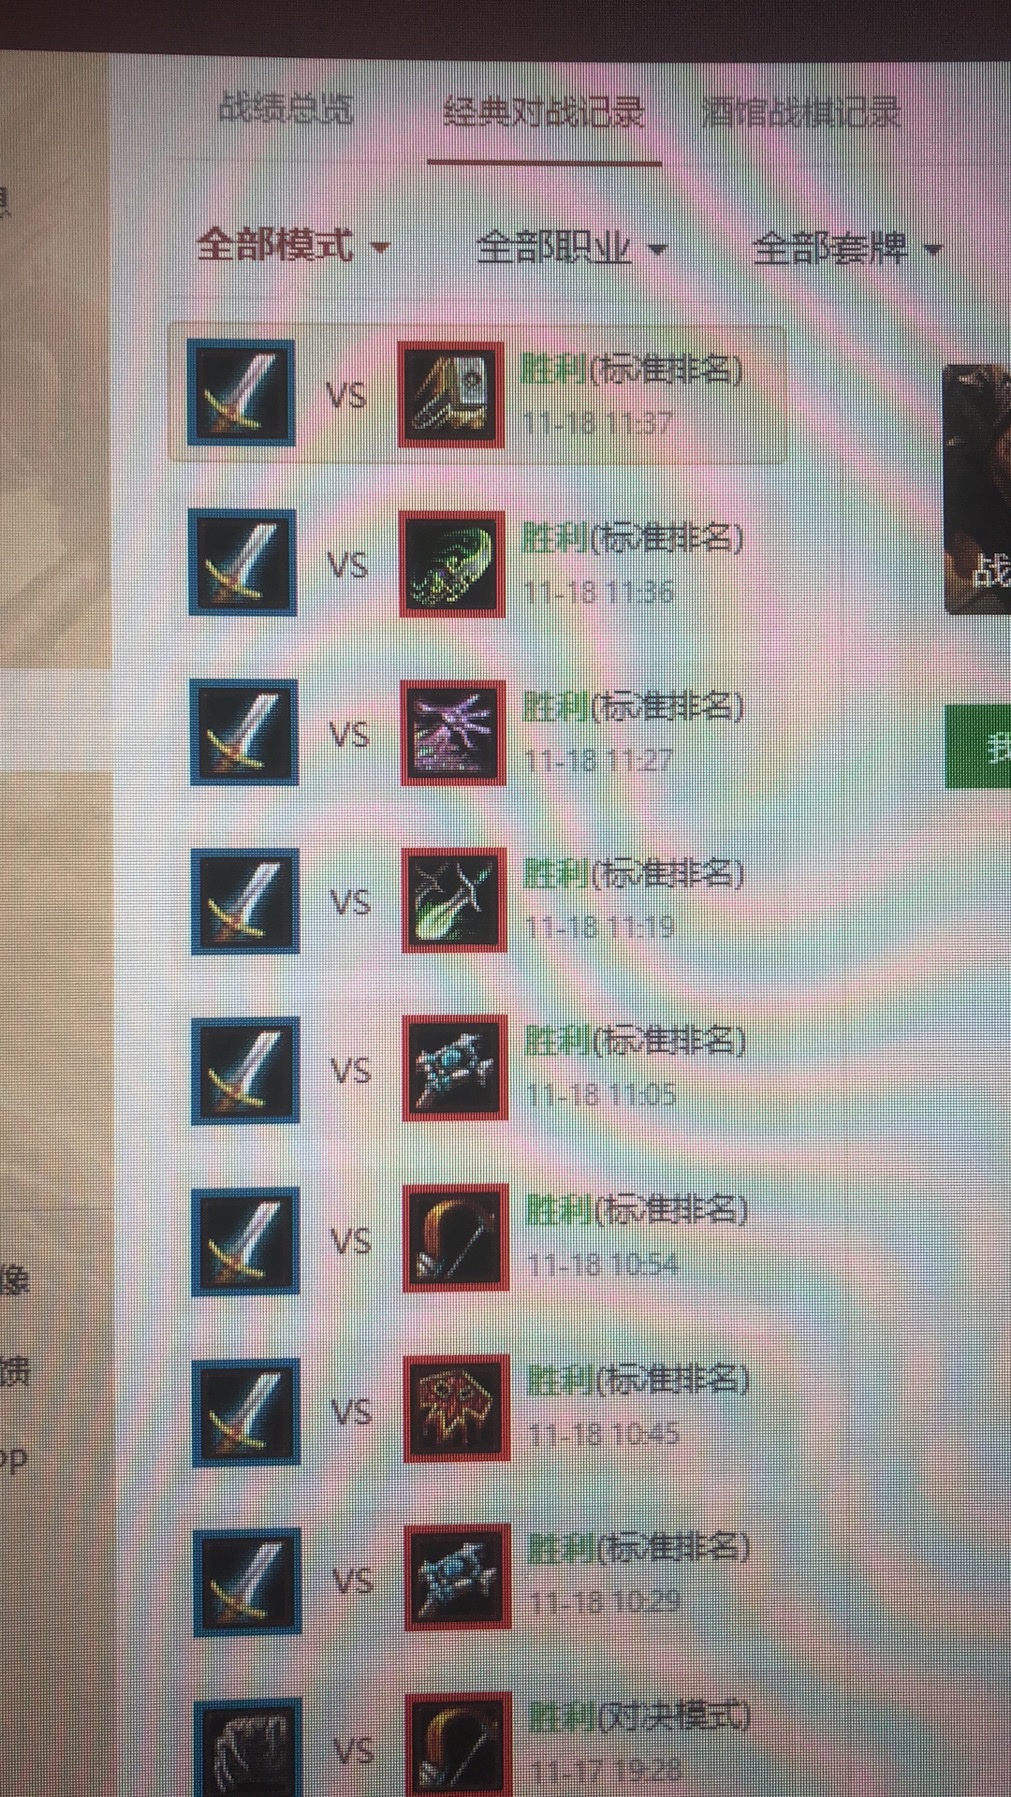 战绩总览 经典对战记录 酒馆战棋记录
全部模式 全部职业 全部套牌
VS 胜利(标准排名)
11-18 11:37
VS 胜利(标准排名)
11-18 11:36
战
VS 胜利(标准排名)
11-18 11:27
我
VS 胜利(标准排名)
11-18 11:19
VS 胜利(标准排名)
11-18 11:05
VS 胜利(标准排名)
11-18 10:54
像
VS 胜利(标准排名)
11-18 10:45
馈
VS 胜利(标准排名)
11-18 10:29
VS 胜利(对决模式)
11-17 19:28